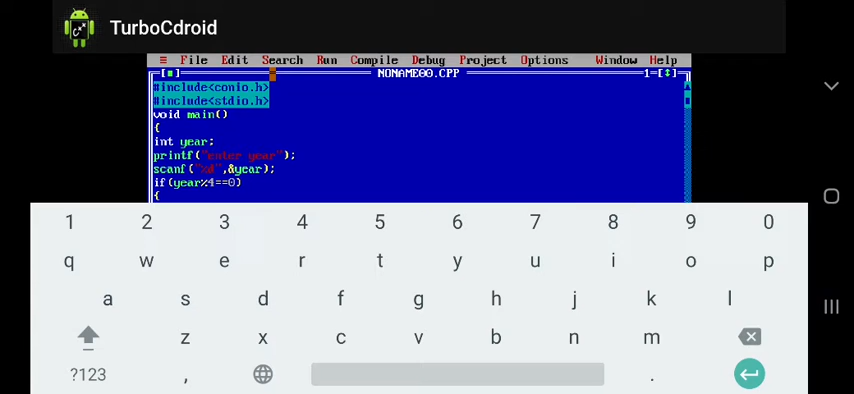 TurboCdroid
≡ File Edit Search Run Compile Debug Project Options Window Help
[■] NONAME00.CPP 1=[↕]
#include<conio.h>
#include<stdio.h>
void main()
{
int year;
printf("enter year");
scanf("%d",&year);
if(year%4==0)
{
1 2 3 4 5 6 7 8 9 0
q w e r t y u i o p
a s d f g h j k l
z x c v b n m
?123 , .